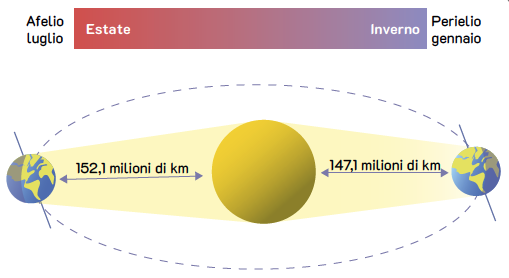 Afelio
luglio
Estate
Inverno
Perielio
gennaio
152,1 milioni di km
147,1 milioni di km